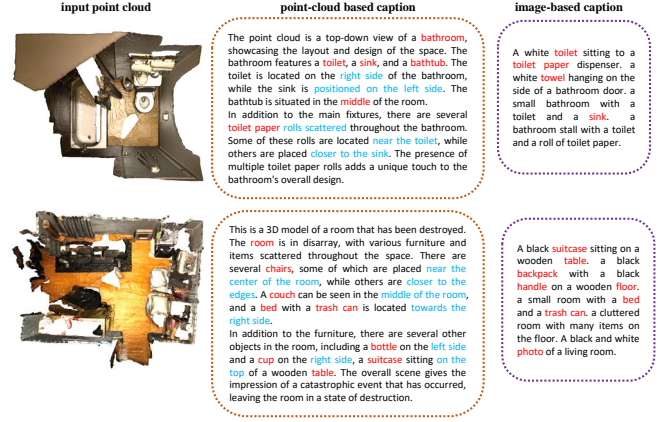 input point cloud
point-cloud based caption
image-based caption
The point cloud is a top-down view of a bathroom,
showcasing the layout and design of the space. The
bathroom features a toilet, a sink, and a bathtub. The
toilet is located on the right side of the bathroom,
while the sink is positioned on the left side. The
bathtub is situated in the middle of the room.
In addition to the main fixtures, there are several
toilet paper rolls scattered throughout the bathroom.
Some of these rolls are located near the toilet, while
others are placed closer to the sink. The presence of
multiple toilet paper rolls adds a unique touch to the
bathroom's overall design.
A white toilet sitting to a
toilet paper dispenser. a
white towel hanging on the
side of a bathroom door. a
small bathroom with a
toilet and a sink. a
bathroom stall with a toilet
and a roll of toilet paper.
This is a 3D model of a room that has been destroyed.
The room is in disarray, with various furniture and
items scattered throughout the space. There are
several chairs, some of which are placed near the
center of the room, while others are closer to the
edges. A couch can be seen in the middle of the room,
and a bed with a trash can is located towards the
right side.
In addition to the furniture, there are several other
objects in the room, including a bottle on the left side
and a cup on the right side, a suitcase sitting on the
top of a wooden table. The overall scene gives the
impression of a catastrophic event that has occurred,
leaving the room in a state of destruction.
A black suitcase sitting on a
wooden table. a black
backpack with a black
handle on a wooden floor.
a small room with a bed
and a trash can. a cluttered
room with many items on
the floor. A black and white
photo of a living room.